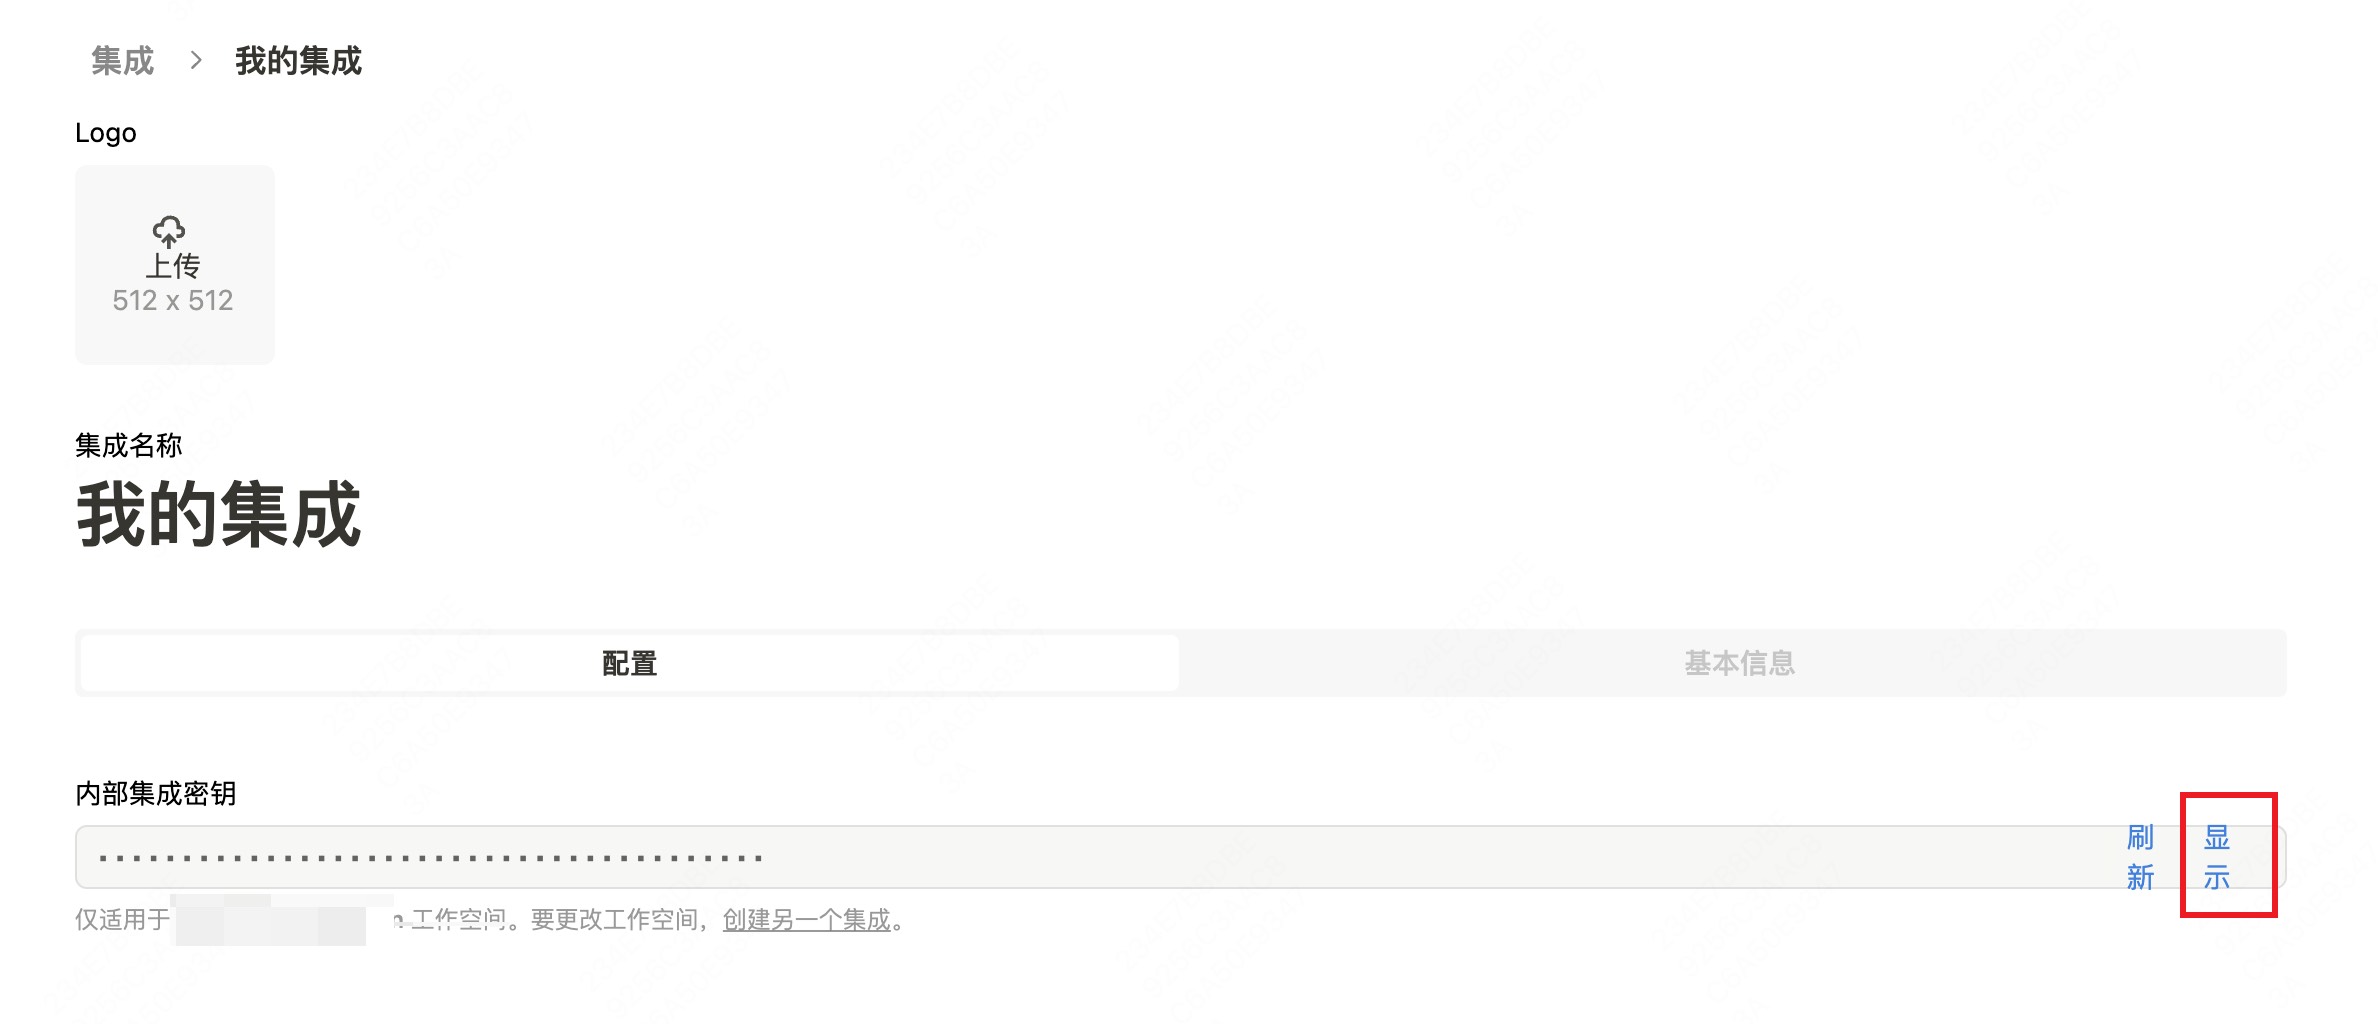 集成 > 我的集成
Logo
上传
512 x 512
集成名称
我的集成
配置 基本信息
内部集成密钥
刷新 显示
仅适用于 工作空间。要更改工作空间，创建另一个集成。